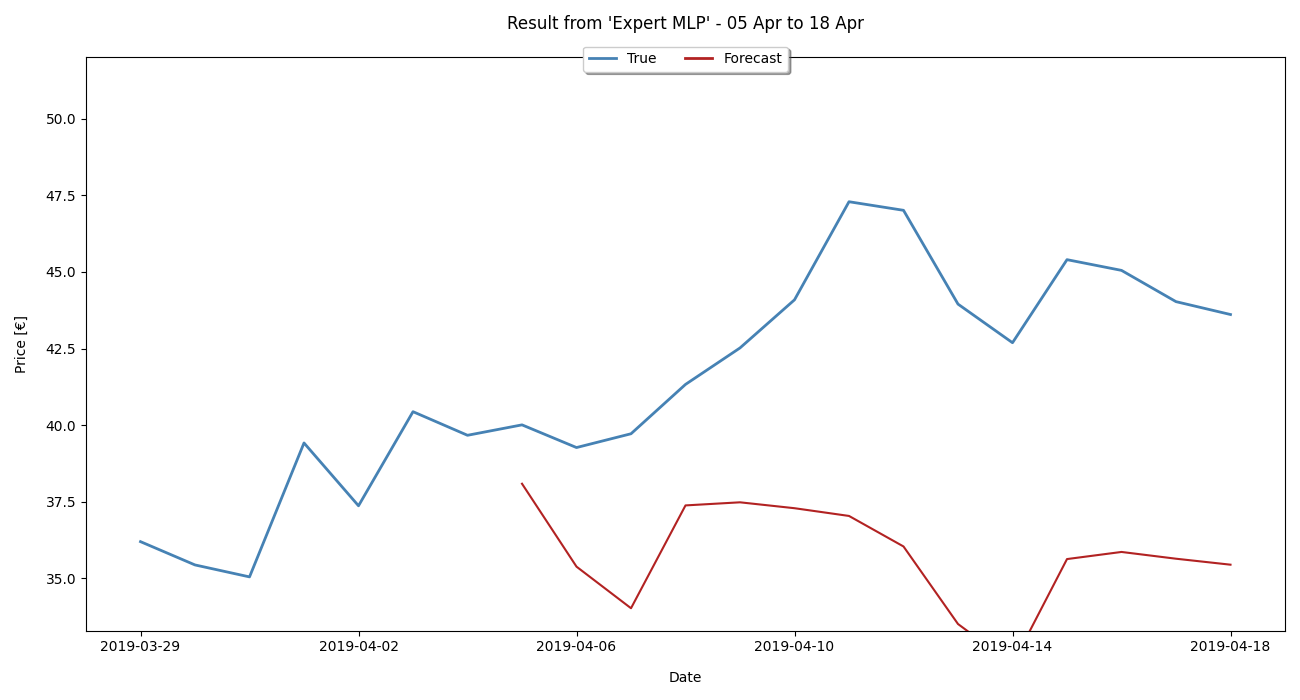 Result from 'Expert MLP' - 05 Apr to 18 Apr
True Forecast
50.0
47.5
45.0
42.5
40.0
37.5
35.0
Price [€]
2019-03-29 2019-04-02 2019-04-06 2019-04-10 2019-04-14 2019-04-18
Date